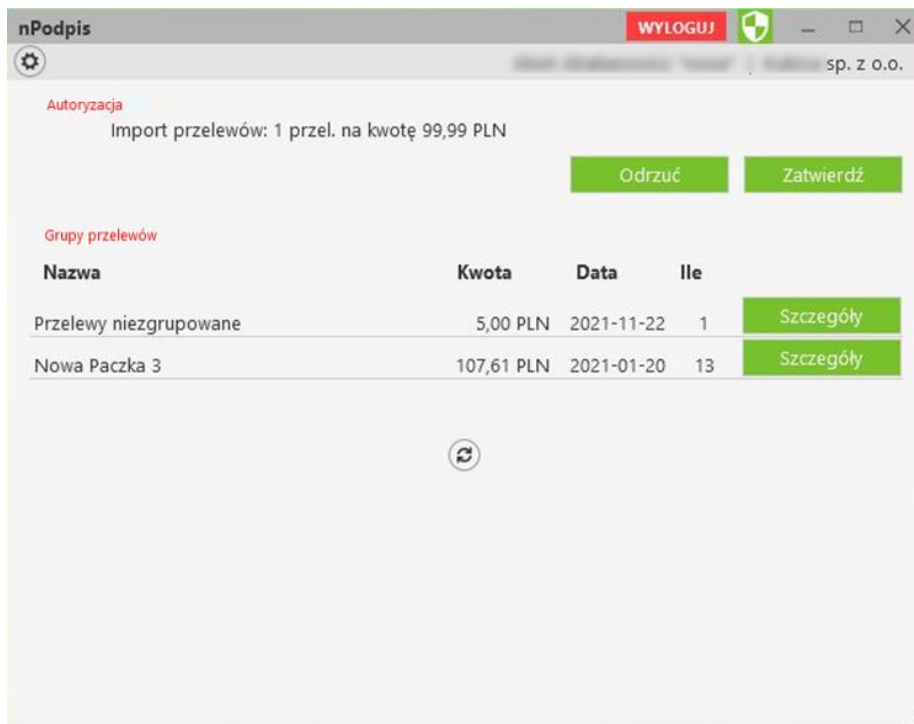 nPodpis WYLOGUJ
sp. z o.o.
Autoryzacja
Import przelewów: 1 przel. na kwotę 99,99 PLN
Odrzuć Zatwierdź
Grupy przelewów
Nazwa Kwota Data Ile
Przelewy niezgrupowane 5,00 PLN 2021-11-22 1 Szczegóły
Nowa Paczka 3 107,61 PLN 2021-01-20 13 Szczegóły